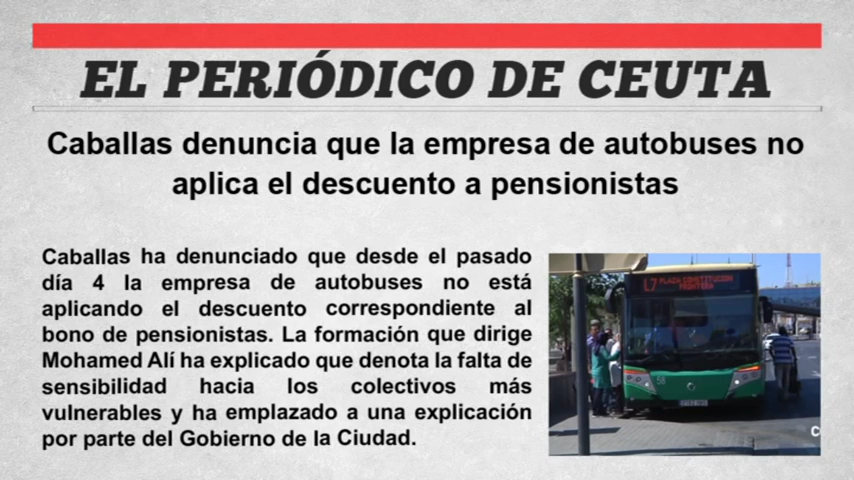 EL PERIÓDICO DE CEUTA
Caballas denuncia que la empresa de autobuses no
aplica el descuento a pensionistas
Caballas ha denunciado que desde el pasado
día 4 la empresa de autobuses no está
aplicando el descuento correspondiente al
bono de pensionistas. La formación que dirige
Mohamed Alí ha explicado que denota la falta de
sensibilidad hacia los colectivos más
vulnerables y ha emplazado a una explicación
por parte del Gobierno de la Ciudad.
L7 PLAZA CONSTITUCION
FRONTERA
58